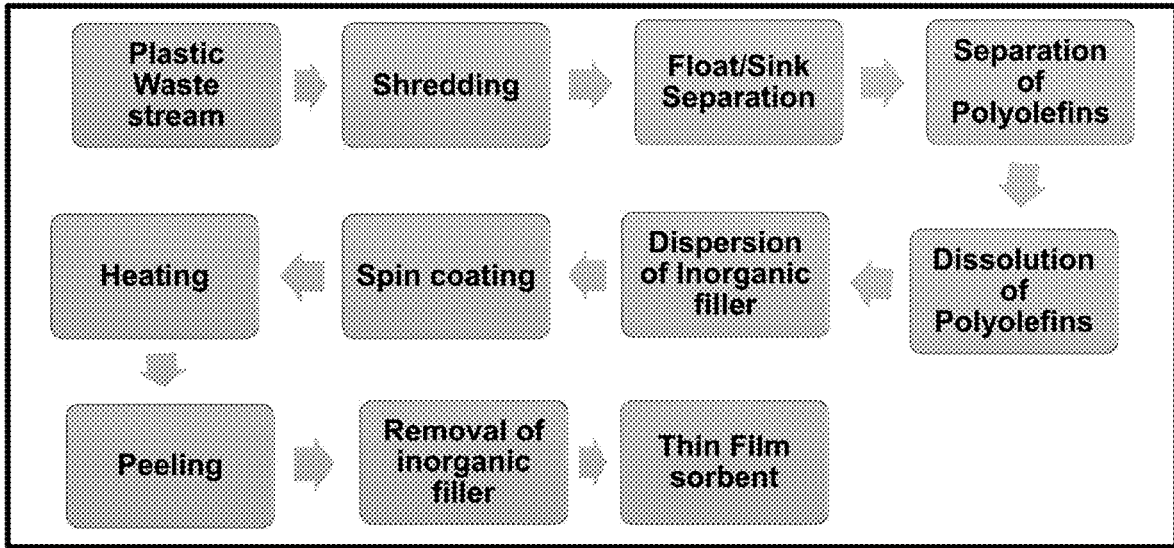 Plastic
Waste
stream
Shredding
Float/Sink
Separation
Separation
of
Polyolefins
Dissolution
of
Polyolefins
Dispersion
of Inorganic
filler
Spin coating
Heating
Peeling
Removal of
inorganic
filler
Thin Film
sorbent